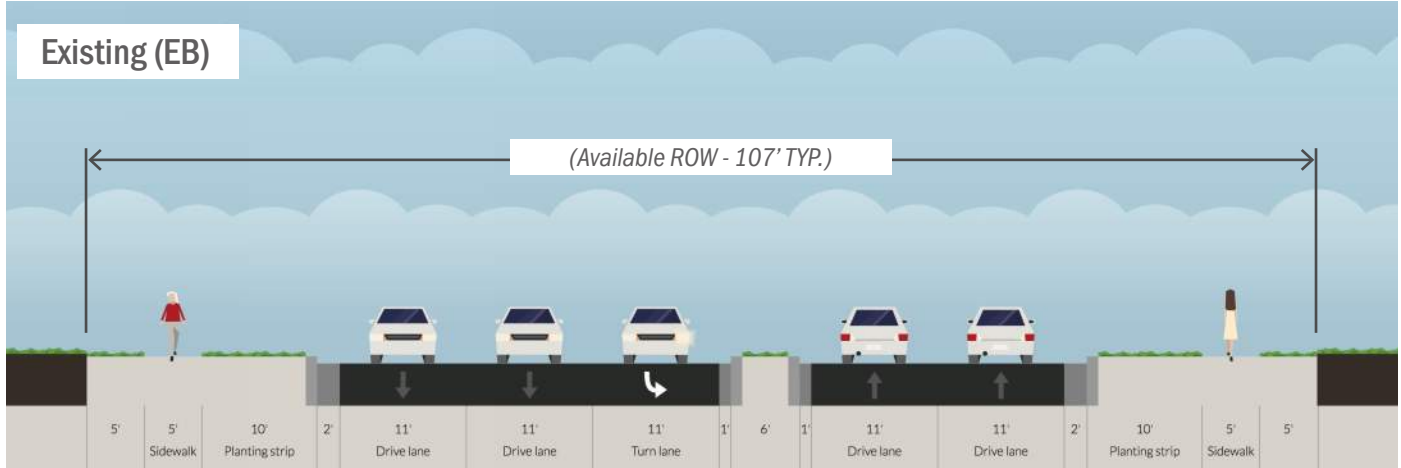 Existing (EB)
(Available ROW - 107' TYP.)
5' 5' 10' 2' 11' 11' 11' 1' 6' 1' 11' 11' 2' 10' 5' 5'
Sidewalk Planting strip Drive lane Drive lane Turn lane Drive lane Drive lane Planting strip Sidewalk